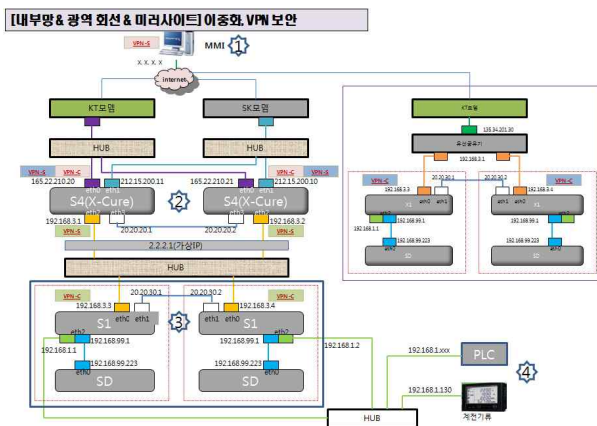 [내부망 & 광역 회선 & 미러사이트] 이중화, VPN 보안
VPN-S
MMI
1
X. X. X. X
internet
KT모뎀
SK모뎀
KT모뎀
HUB
HUB
135.34.201.30
유선공유기
192.168.3.1
VPN-S
VPN-C
VPN-C
VPN-S
165.22.210.20
212.15.200.11
165.22.210.21
212.15.200.10
eth0
eth1
eth0
eth1
S4(X-Cure)
2
S4(X-Cure)
eth2
eth3
192.168.3.1
192.168.3.2
VPN-S
20.20.20.1
20.20.20.2
VPN-S
2.2.2.1(가상IP)
HUB
VPN-C
20.20.30.1
20.20.30.2
VPN-C
192.168.3.3
192.168.3.4
eth0
eth1
eth0
eth1
X1
X1
eth2
192.168.99.1
192.168.99.1
192.168.1.1
192.168.99.223
192.168.99.223
eth0
eth0
SD
SD
VPN-C
20.20.30.1
20.20.30.2
VPN-C
192.168.3.3
192.168.3.4
eth0
eth1
eth0
eth1
S1
3
S1
eth2
eth2
192.168.99.1
192.168.99.1
192.168.1.1
192.168.1.2
192.168.99.223
192.168.99.223
eth0
eth0
SD
SD
192.168.1.xxx
PLC
4
192.168.1.130
계전기류
HUB